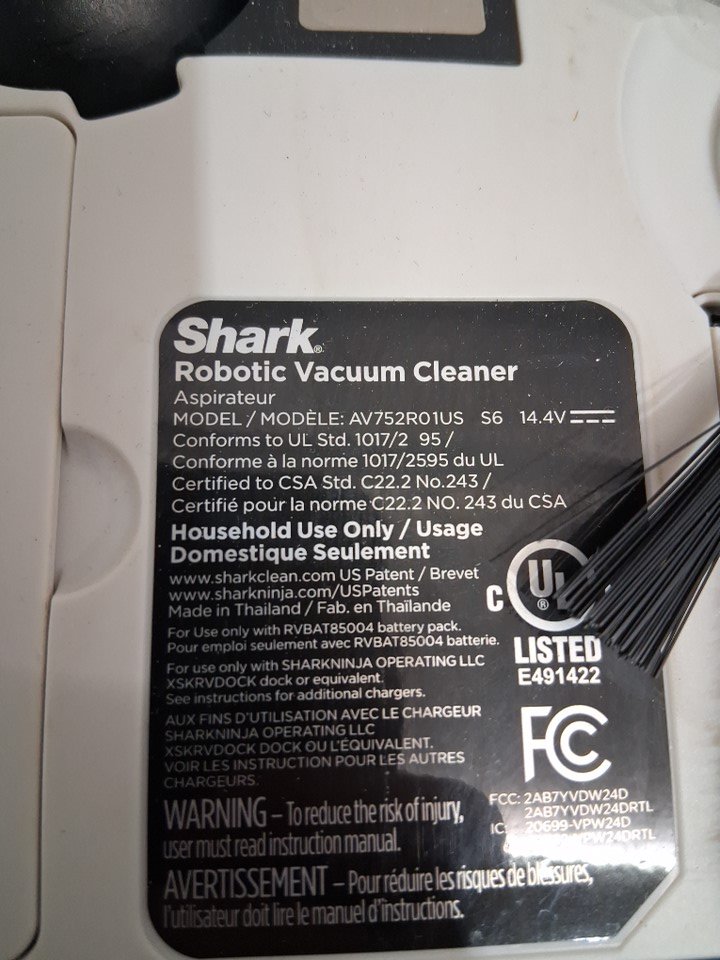 Shark®
Robotic Vacuum Cleaner
Aspirateur
MODEL / MODÈLE: AV752R01US S6 14.4V
Conforms to UL Std. 1017/2 95 /
Conforme à la norme 1017/2595 du UL
Certified to CSA Std. C22.2 No.243 /
Certifié pour la norme C22.2 NO. 243 du CSA
Household Use Only / Usage
Domestique Seulement
www.sharkclean.com US Patent / Brevet
www.sharkninja.com/USPatents
Made in Thailand / Fab. en Thaïlande
For Use only with RVBAT85004 battery pack.
Pour emploi seulement avec RVBAT85004 batterie.
For use only with SHARKNINJA OPERATING LLC
XSKRVDOCK dock or equivalent.
See instructions for additional chargers.
AUX FINS D'UTILISATION AVEC LE CHARGEUR
SHARKNINJA OPERATING LLC
XSKRVDOCK DOCK OU L'ÉQUIVALENT.
VOIR LES INSTRUCTION POUR LES AUTRES
CHARGEURS.
WARNING – To reduce the risk of injury,
user must read instruction manual.
AVERTISSEMENT – Pour réduire les risques de blessures,
l'utilisateur doit lire le manuel d'instructions.
C UL ®
LISTED
E491422
FC
FCC: 2AB7YVDW24D
2AB7YVDW24DRTL
IC: 20699-VPW24D
PW24DRTL